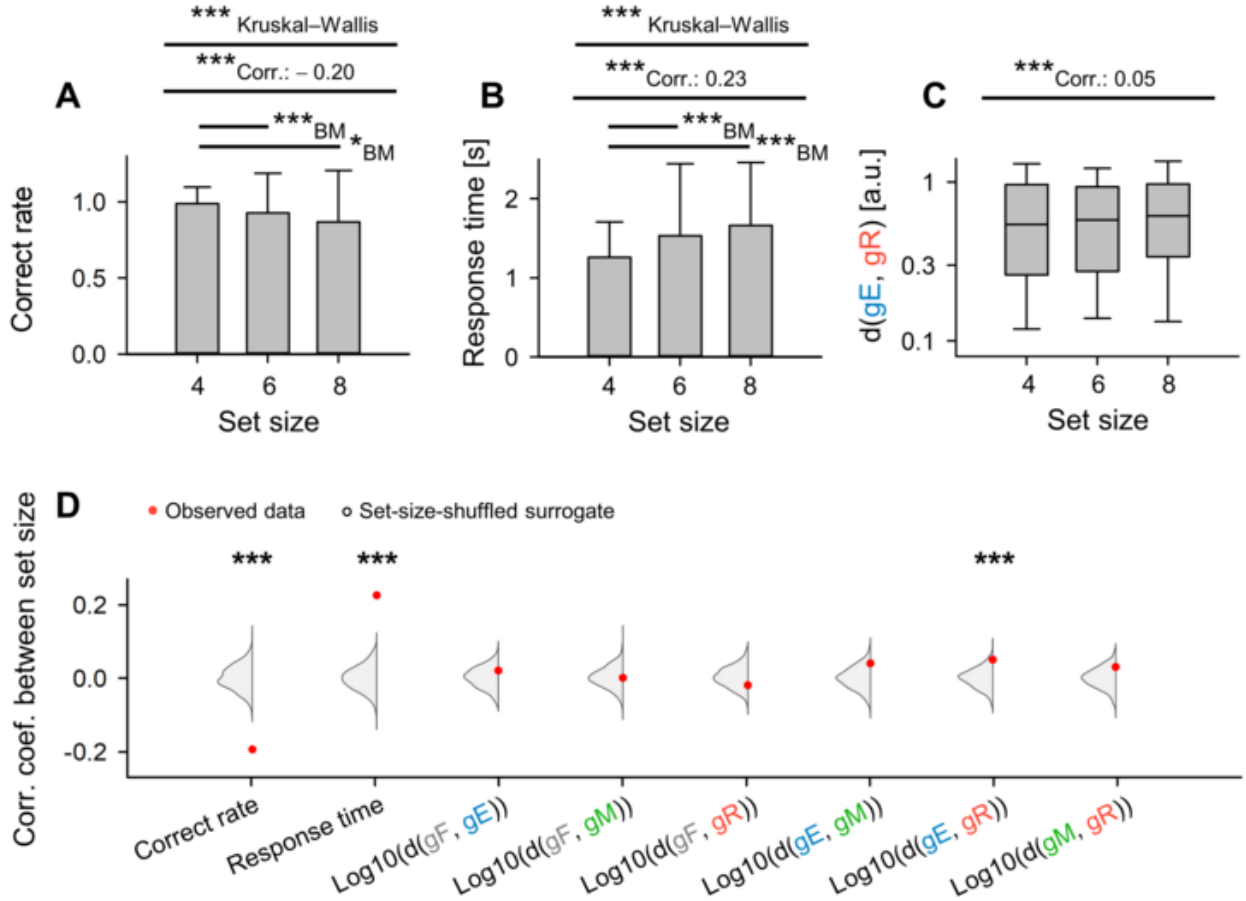 *** Kruskal–Wallis
***Corr.: – 0.20
A
***BM
*BM
Correct rate
1.0
0.5
0.0
4 6 8
Set size
*** Kruskal–Wallis
***Corr.: 0.23
B
***BM
***BM
Response time [s]
2
1
0
4 6 8
Set size
***Corr.: 0.05
C
d(gE, gR) [a.u.]
1
0.3
0.1
4 6 8
Set size
D
Observed data
Set-size-shuffled surrogate
*** *** ***
Corr. coef. between set size
0.2
0.0
-0.2
Correct rate
Response time
Log10(d(gF, gE))
Log10(d(gF, gM))
Log10(d(gF, gR))
Log10(d(gE, gM))
Log10(d(gE, gR))
Log10(d(gM, gR))